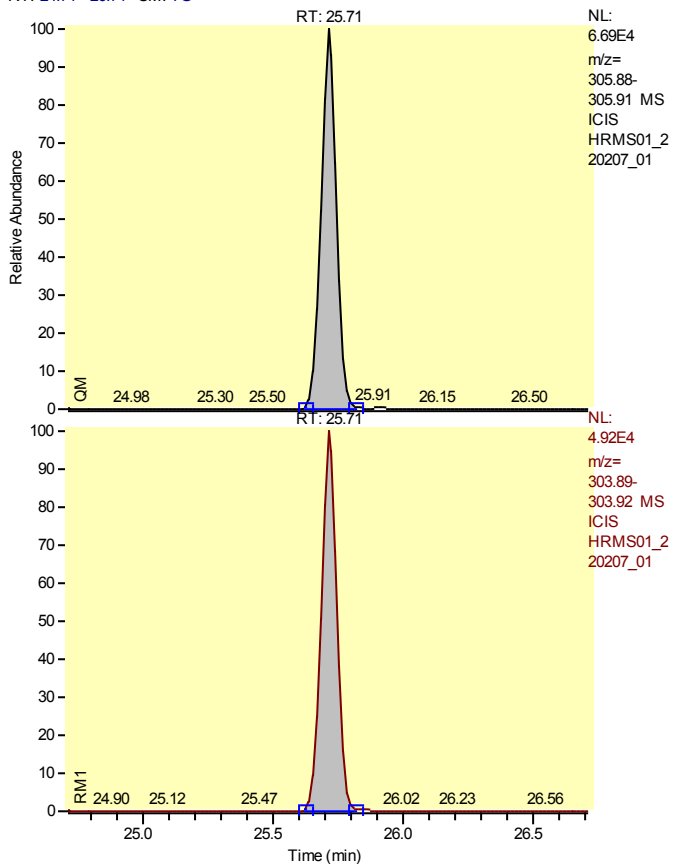 RT: 25.71
100
90
80
70
60
50
40
30
20
10
0
Relative Abundance
QM
24.98 25.30 25.50 25.91 26.15 26.50
NL:
6.69E4
m/z=
305.88-
305.91 MS
ICIS
HRMS01_2
20207_01
RT: 25.71
100
90
80
70
60
50
40
30
20
10
0
RM1
24.90 25.12 25.47 26.02 26.23 26.56
NL:
4.92E4
m/z=
303.89-
303.92 MS
ICIS
HRMS01_2
20207_01
25.0 25.5 26.0 26.5
Time (min)